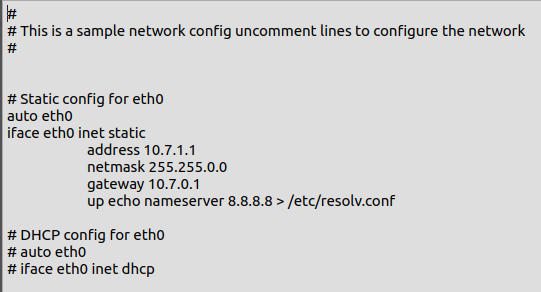 #
# This is a sample network config uncomment lines to configure the network
#
# Static config for eth0
auto eth0
iface eth0 inet static
address 10.7.1.1
netmask 255.255.0.0
gateway 10.7.0.1
up echo nameserver 8.8.8.8 > /etc/resolv.conf
# DHCP config for eth0
# auto eth0
# iface eth0 inet dhcp